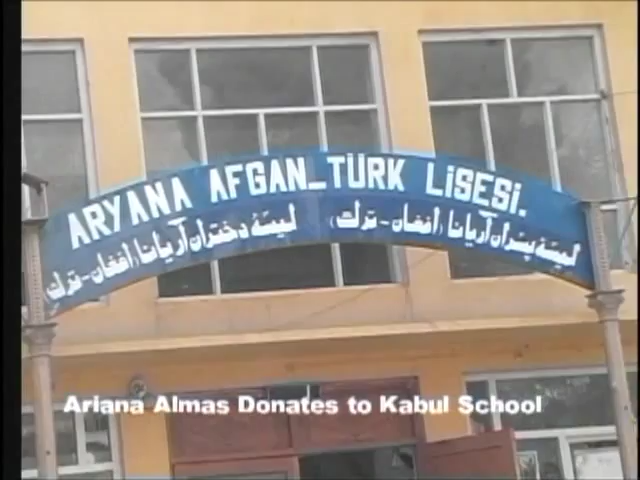 ARYANA AFGAN_TÜRK LİSESİ.
لیسهٔ پسران آریانا (افغان - ترک) لیسهٔ دختران آریانا (افغان - ترک)
Ariana Almas Donates to Kabul School